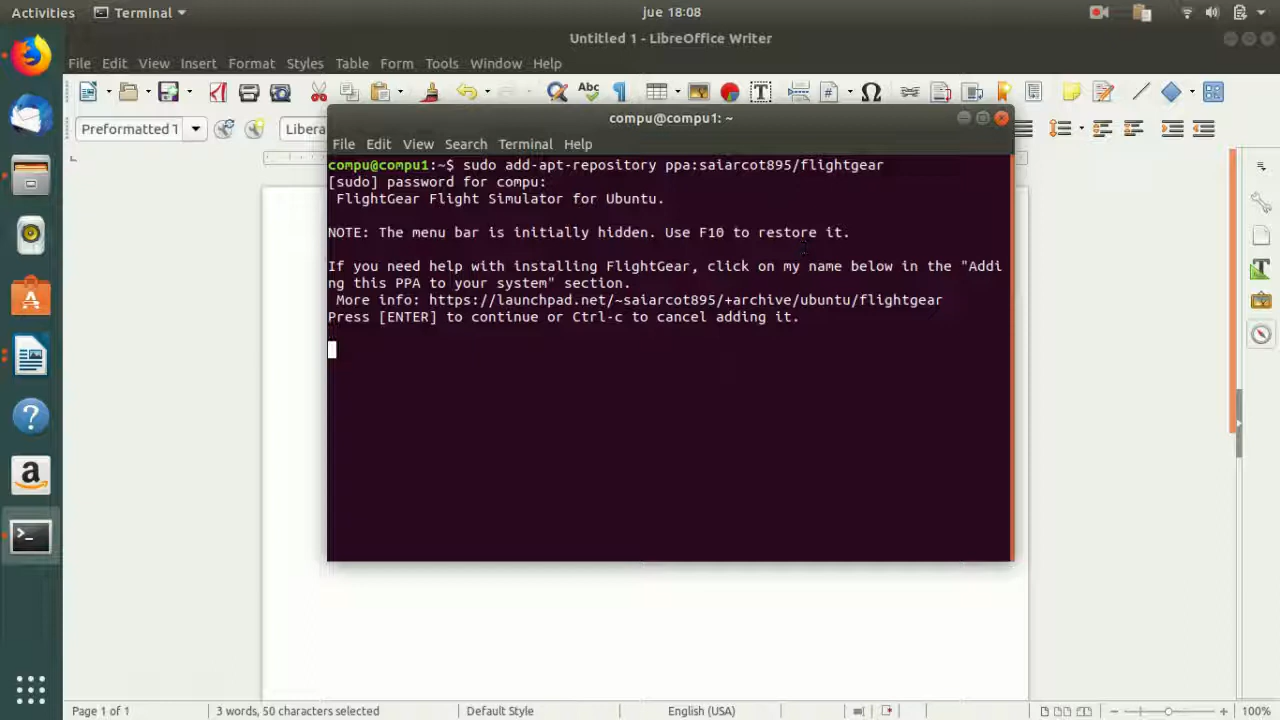 Activities
Terminal
jue 18:08
Untitled 1 - LibreOffice Writer
File Edit View Insert Format Styles Table Form Tools Window Help
Abc
Preformatted T
Libera
compu@compu1: ~
File Edit View Search Terminal Help
compu@compu1:~$ sudo add-apt-repository ppa:saiarcot895/flightgear
[sudo] password for compu:
FlightGear Flight Simulator for Ubuntu.
NOTE: The menu bar is initially hidden. Use F10 to restore it.
If you need help with installing FlightGear, click on my name below in the "Addi
ng this PPA to your system" section.
More info: https://launchpad.net/~saiarcot895/+archive/ubuntu/flightgear
Press [ENTER] to continue or Ctrl-c to cancel adding it.
Page 1 of 1
3 words, 50 characters selected
Default Style
English (USA)
100%